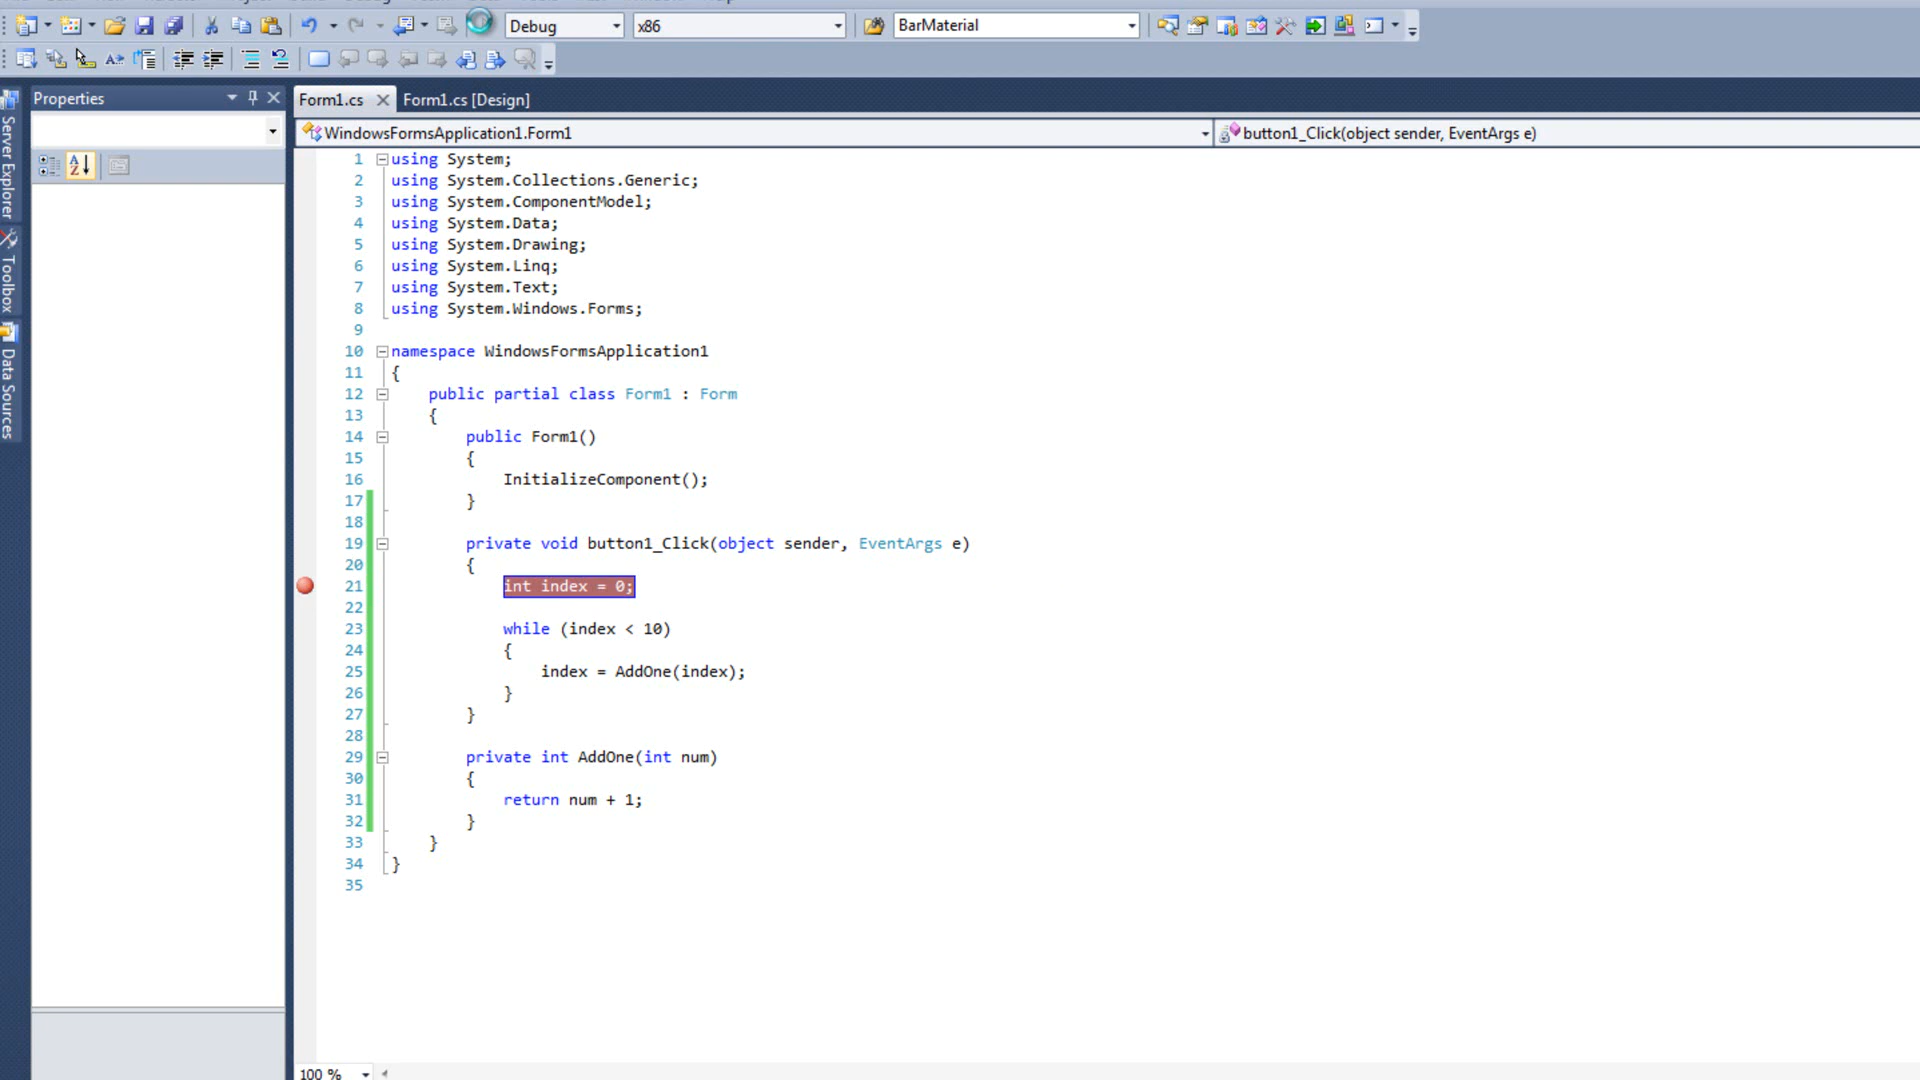 Debug
x86
BarMaterial
Properties
Form1.cs
Form1.cs [Design]
WindowsFormsApplication1.Form1
button1_Click(object sender, EventArgs e)
Server Explorer
Toolbox
Data Sources
1 using System;
2 using System.Collections.Generic;
3 using System.ComponentModel;
4 using System.Data;
5 using System.Drawing;
6 using System.Linq;
7 using System.Text;
8 using System.Windows.Forms;
9
10 namespace WindowsFormsApplication1
11 {
12 public partial class Form1 : Form
13 {
14 public Form1()
15 {
16 InitializeComponent();
17 }
18
19 private void button1_Click(object sender, EventArgs e)
20 {
21 int index = 0;
22
23 while (index < 10)
24 {
25 index = AddOne(index);
26 }
27 }
28
29 private int AddOne(int num)
30 {
31 return num + 1;
32 }
33 }
34 }
35
100 %